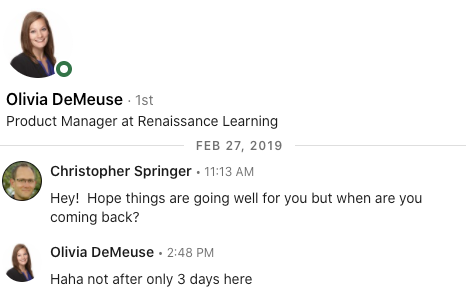 Olivia DeMeuse · 1st
Product Manager at Renaissance Learning
FEB 27, 2019
Christopher Springer • 11:13 AM
Hey!  Hope things are going well for you but when are you
coming back?
Olivia DeMeuse • 2:48 PM
Haha not after only 3 days here